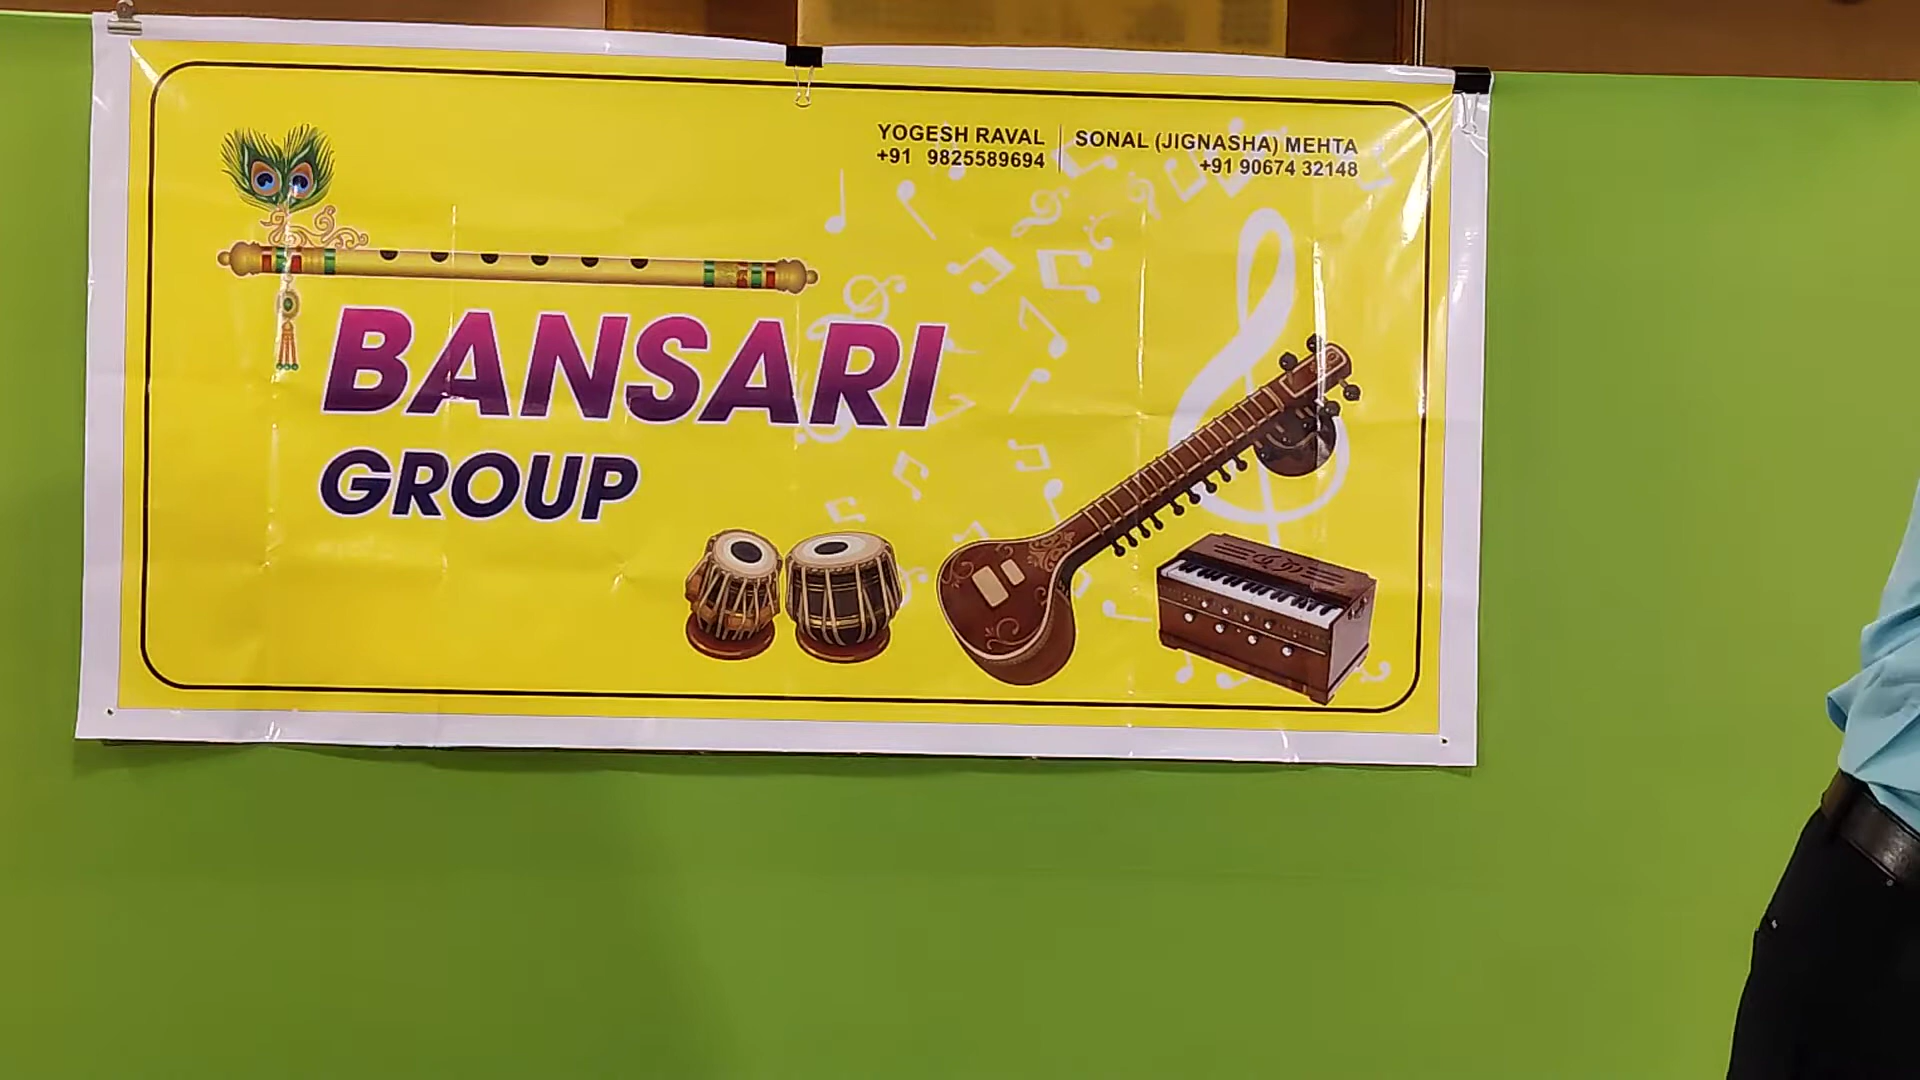 YOGESH RAVAL
+91 9825589694
SONAL (JIGNASHA) MEHTA
+91 90674 32148
BANSARI
GROUP